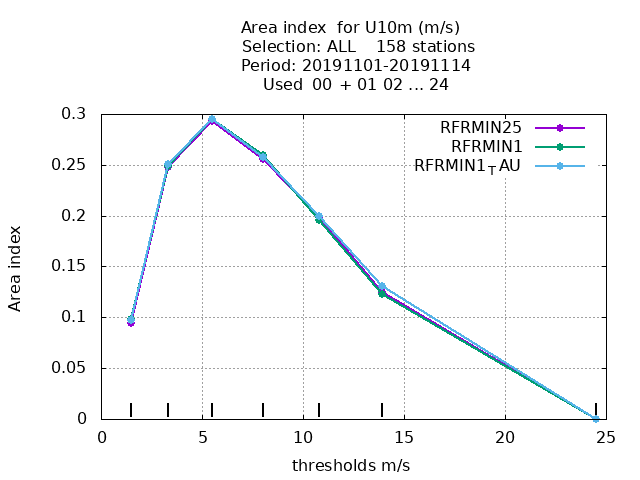 Area index  for U10m (m/s)
Selection: ALL    158 stations
Period: 20191101-20191114
Used  00  + 01 02 ... 24
0.3
0.25
0.2
0.15
0.1
0.05
0
0 5 10 15 20 25
Area index
thresholds m/s
RFRMIN25
RFRMIN1
RFRMIN1TAU